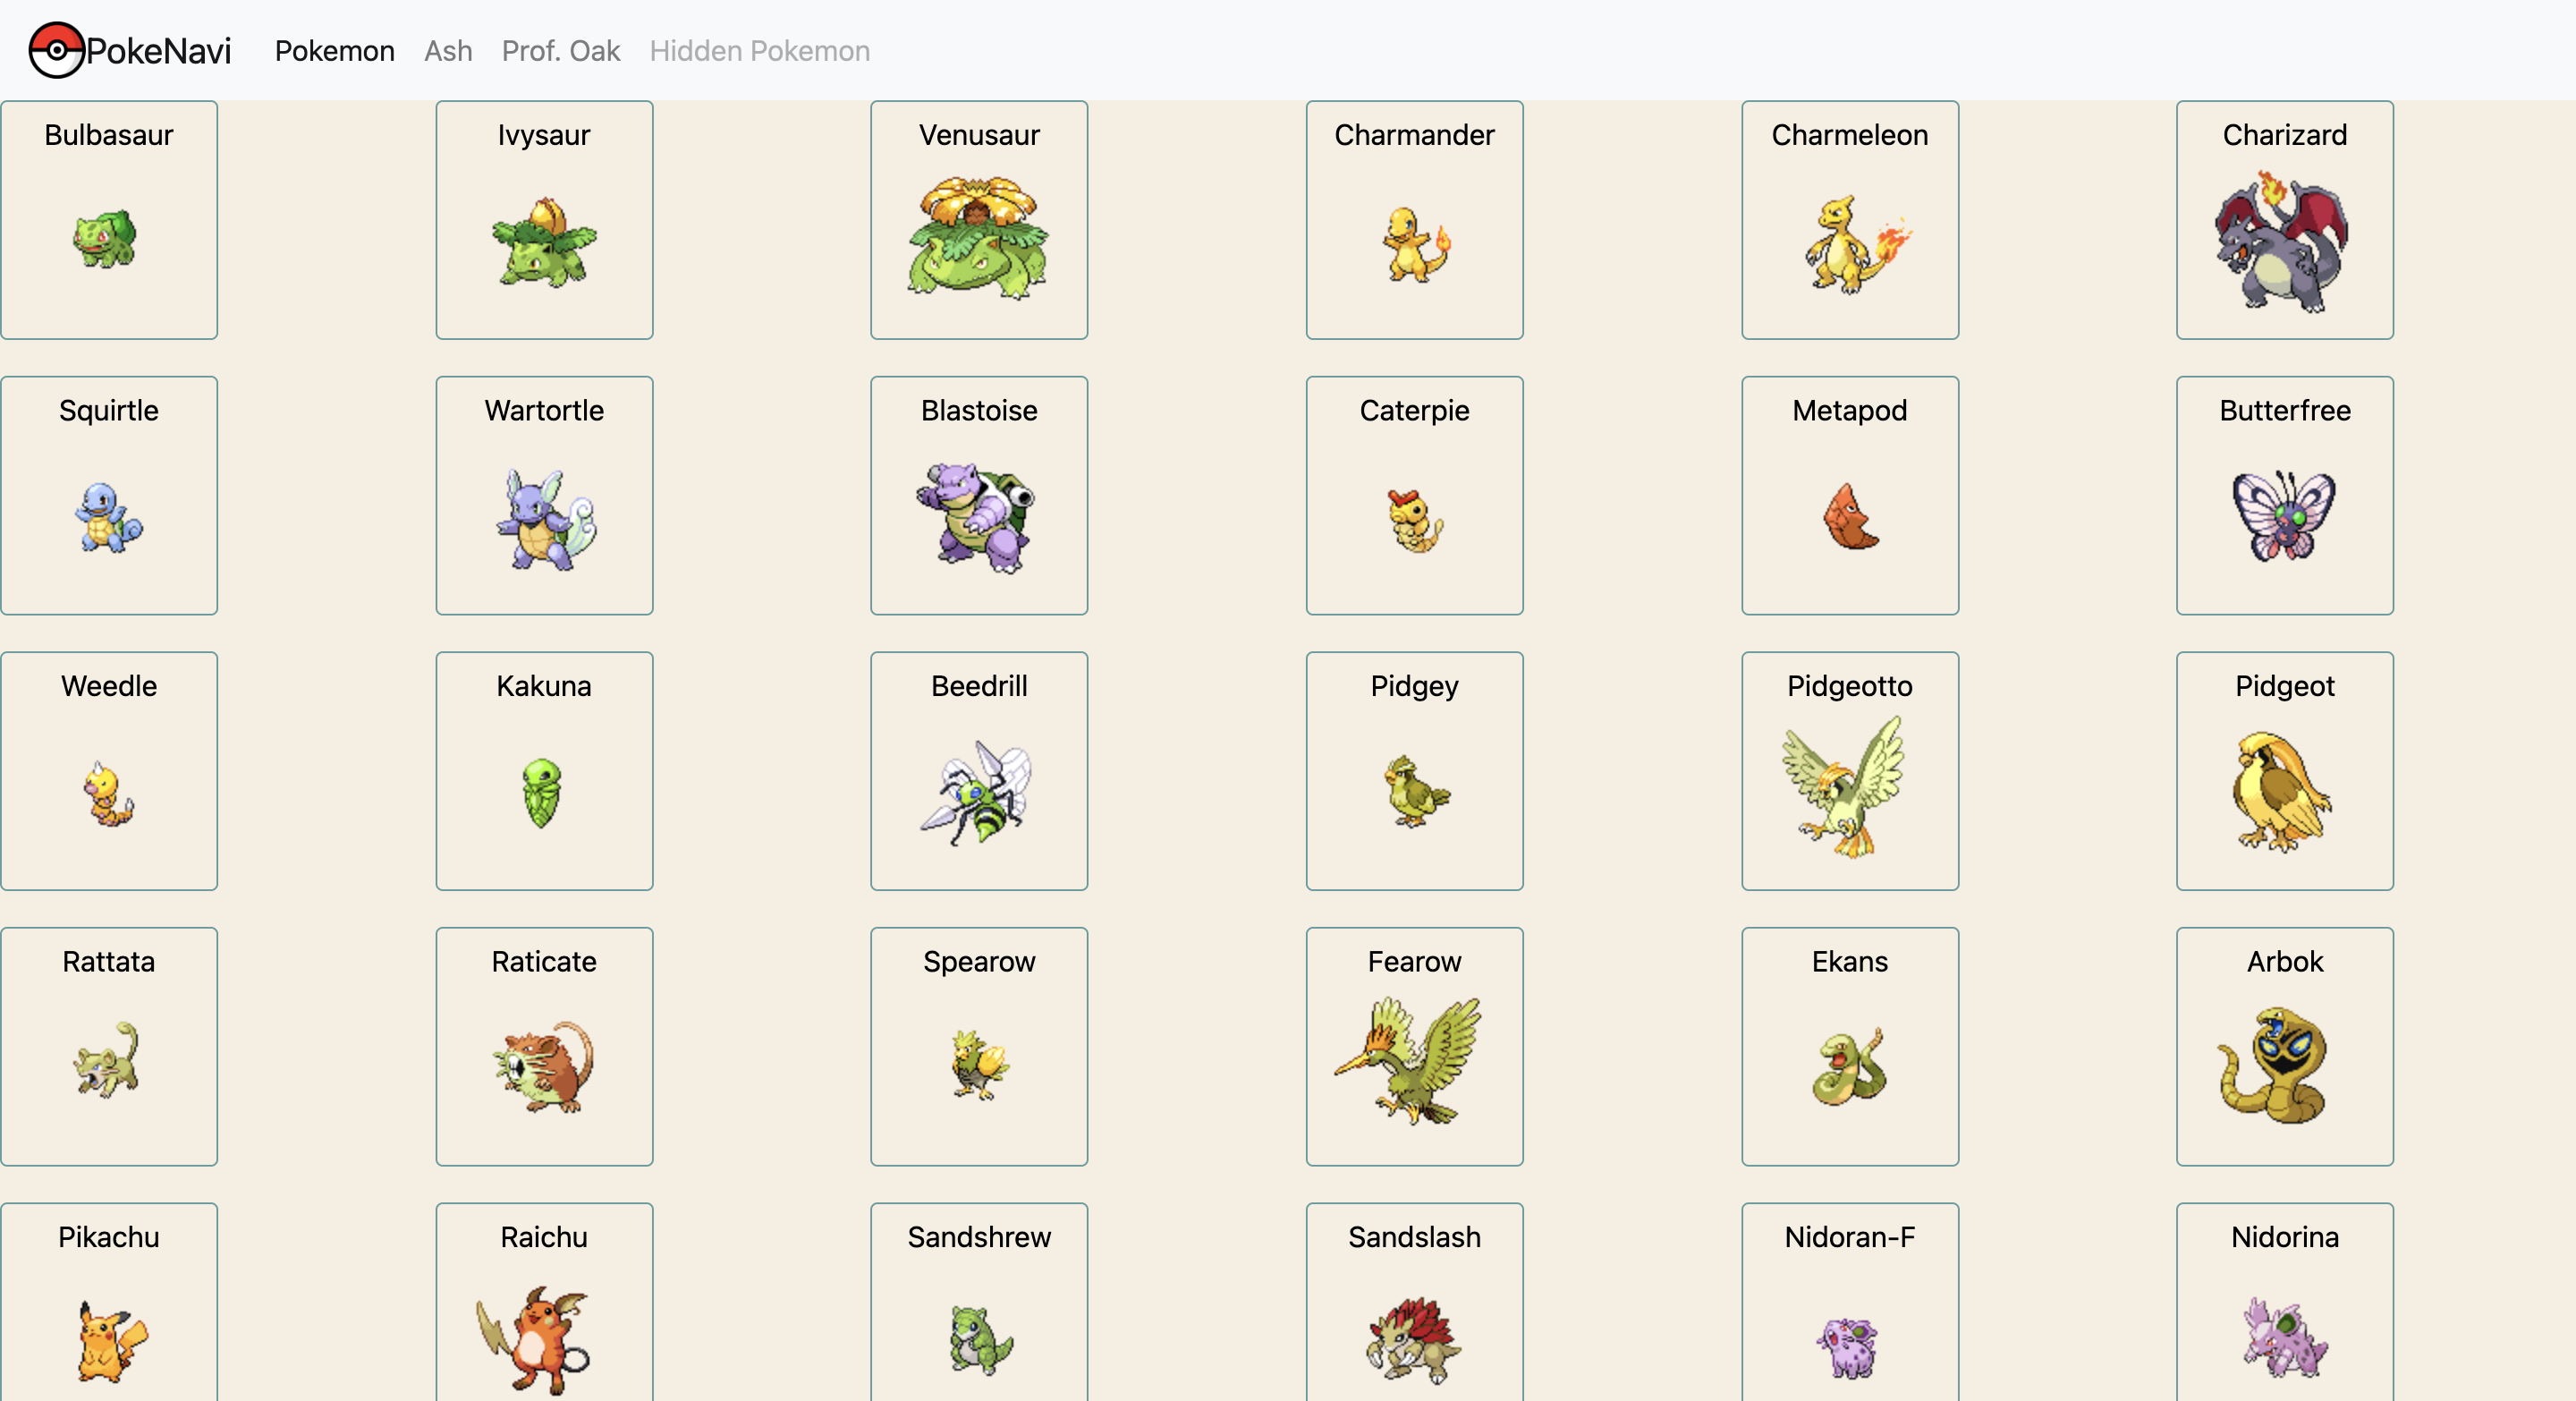 PokeNavi Pokemon Ash Prof. Oak Hidden Pokemon
Bulbasaur Ivysaur Venusaur Charmander Charmeleon Charizard
Squirtle Wartortle Blastoise Caterpie Metapod Butterfree
Weedle Kakuna Beedrill Pidgey Pidgeotto Pidgeot
Rattata Raticate Spearow Fearow Ekans Arbok
Pikachu Raichu Sandshrew Sandslash Nidoran-F Nidorina